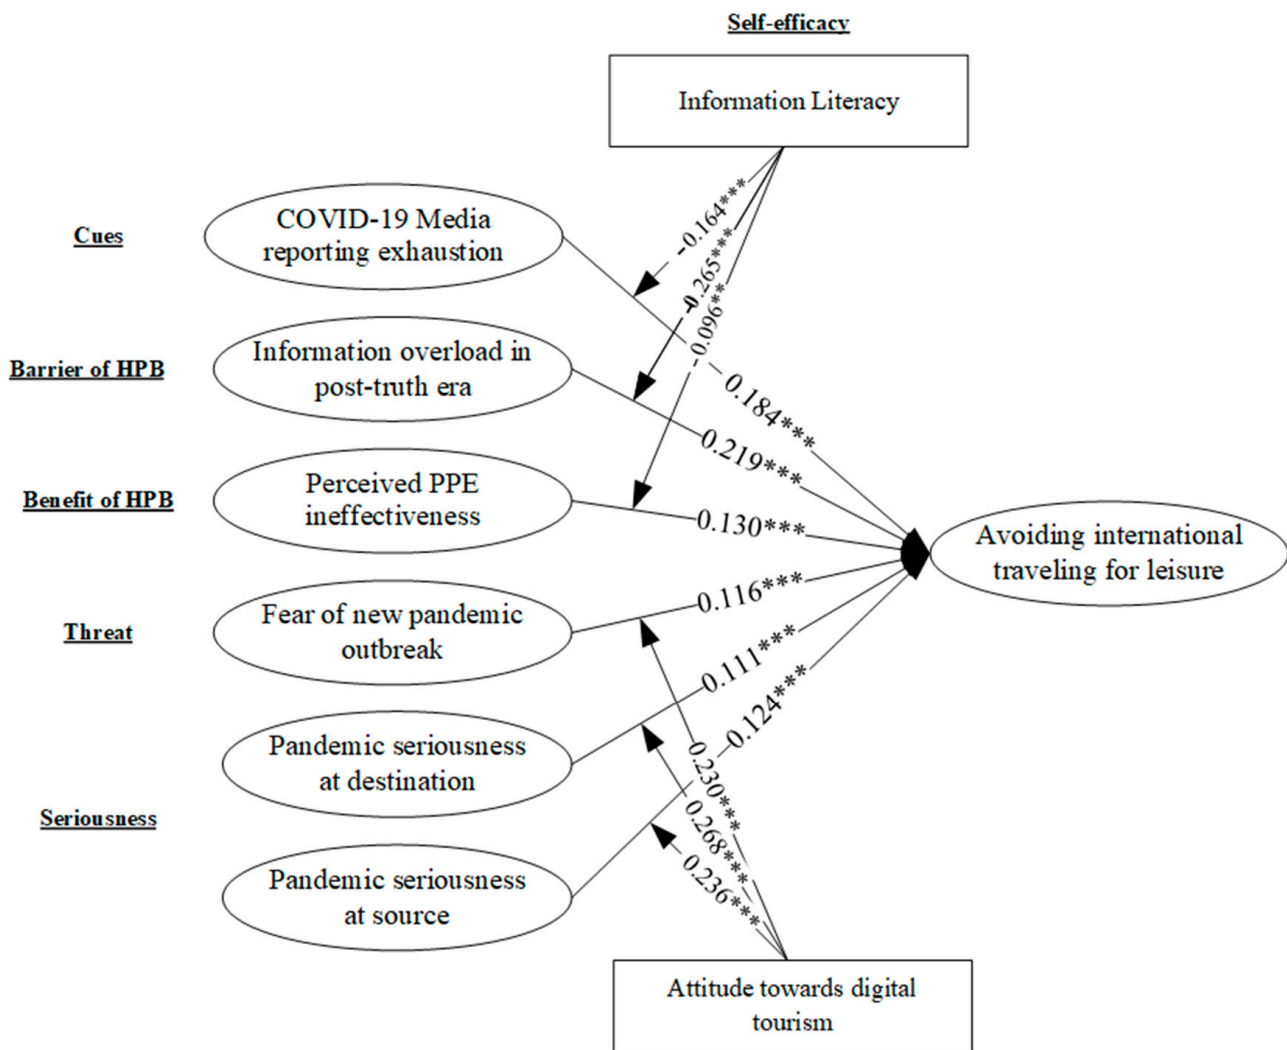 Self-efficacy
Information Literacy
-0.164***
-0.265***
-0.096**
Cues
COVID-19 Media
reporting exhaustion
0.184***
Barrier of HPB
Information overload in
post-truth era
0.219***
Benefit of HPB
Perceived PPE
ineffectiveness
0.130***
Avoiding international
traveling for leisure
Threat
Fear of new pandemic
outbreak
0.116***
Pandemic seriousness
at destination
0.111***
0.124***
Seriousness
Pandemic seriousness
at source
0.230***
0.268***
0.236***
Attitude towards digital
tourism